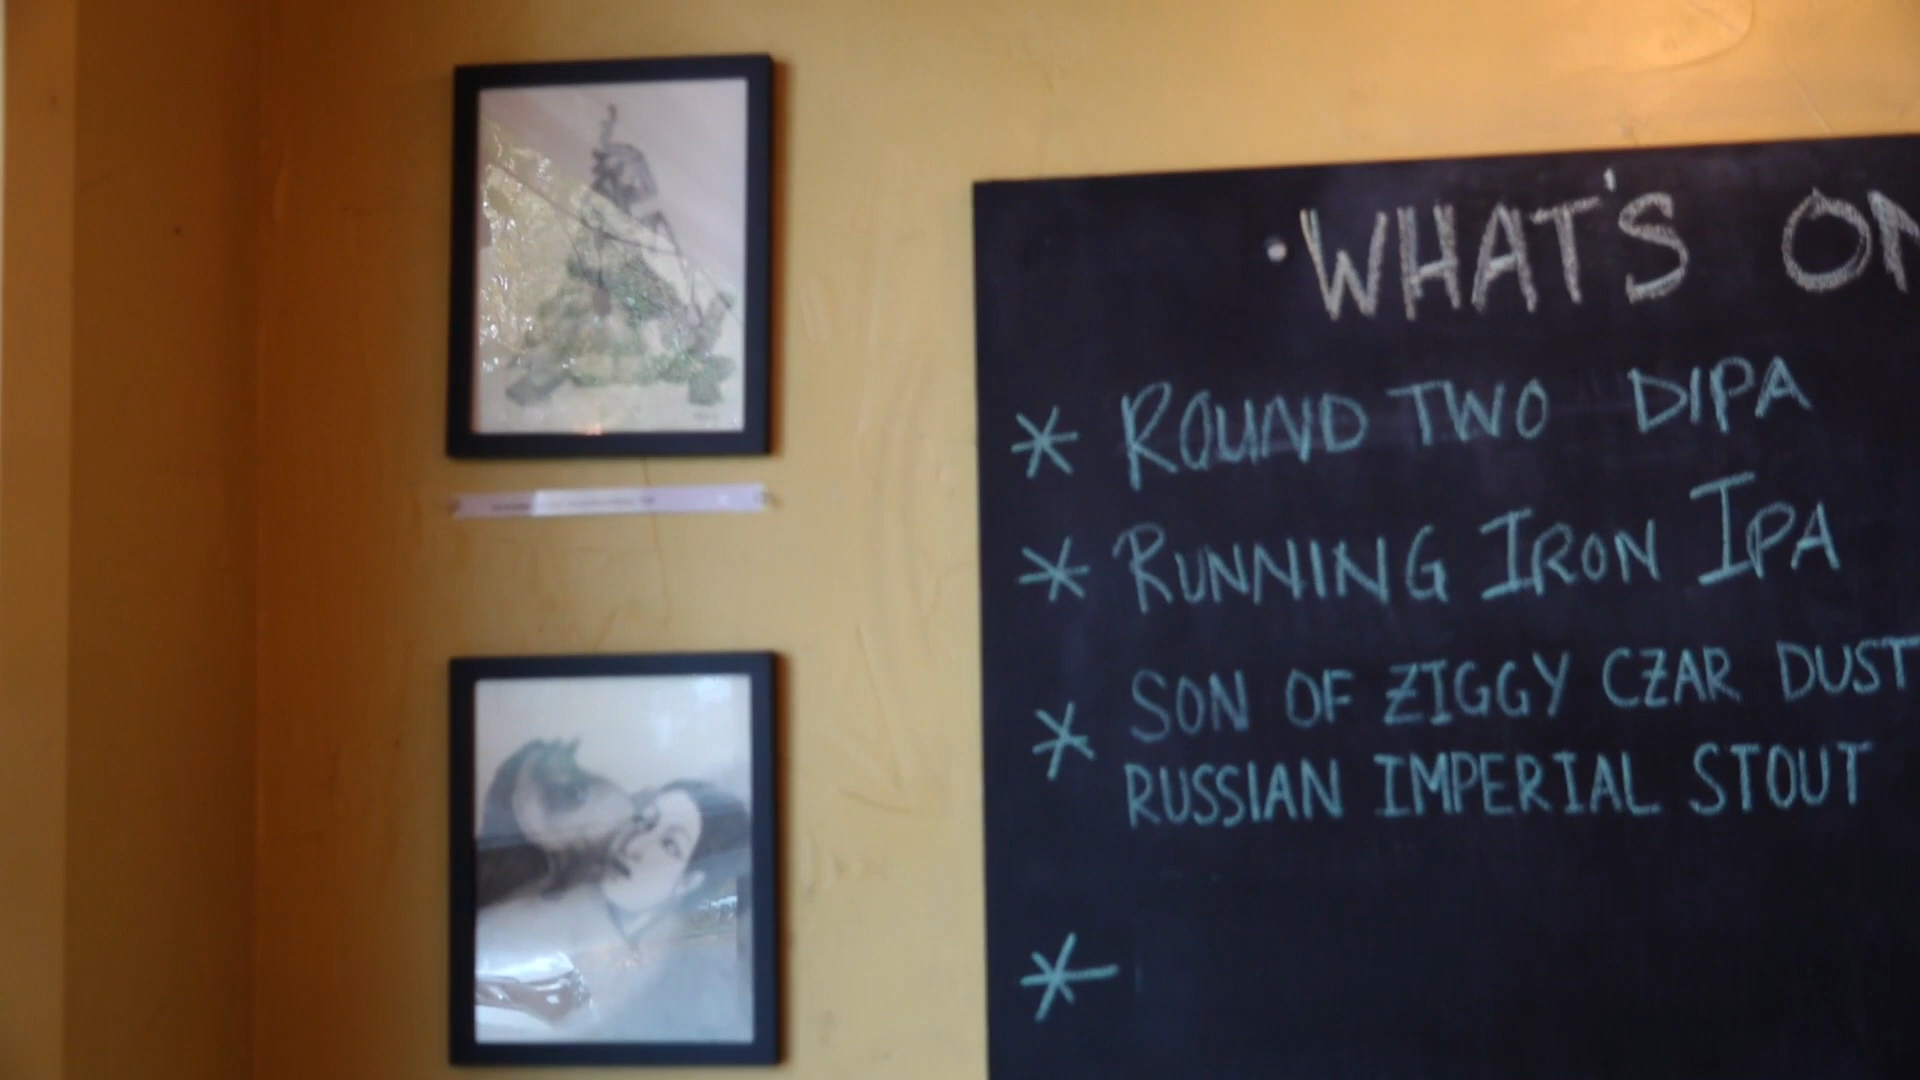 WHAT'S ON
* ROUND TWO DIPA
* RUNNING IRON IPA
* SON OF ZIGGY CZAR DUST
RUSSIAN IMPERIAL STOUT
*